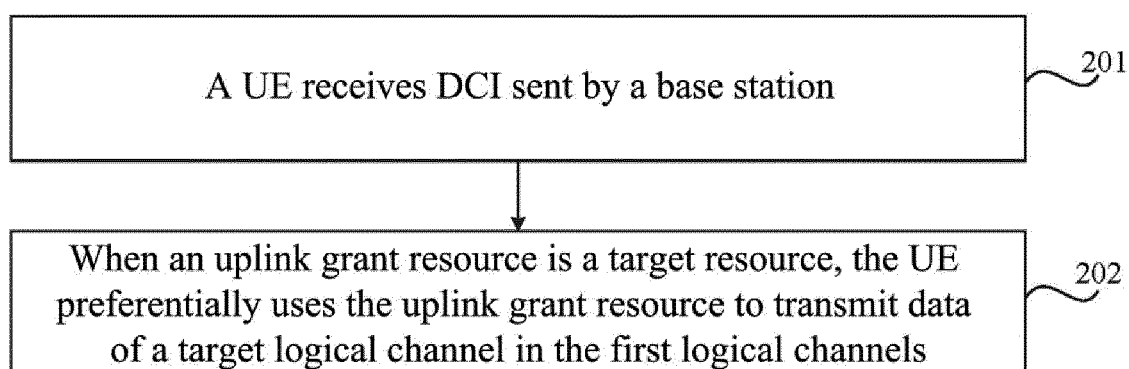 A UE receives DCI sent by a base station
201
When an uplink grant resource is a target resource, the UE
preferentially uses the uplink grant resource to transmit data
of a target logical channel in the first logical channels
202